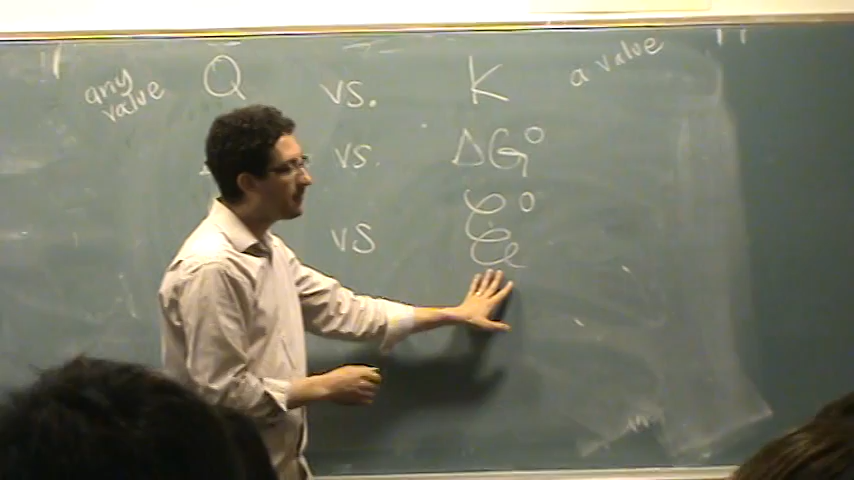 any value Q vs. K a value
vs. ΔG°
vs ℰ°